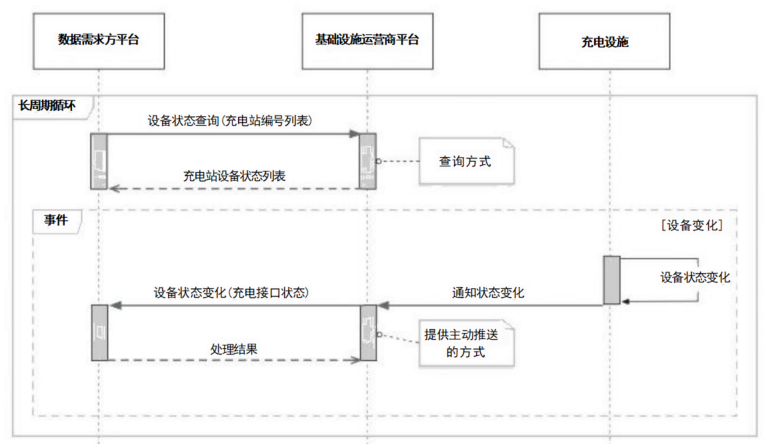 数据需求方平台
基础设施运营商平台
充电设施
长周期循环
设备状态查询(充电站编号列表)
查询方式
充电站设备状态列表
事件
[设备变化]
设备状态变化
设备状态变化(充电接口状态)
通知状态变化
提供主动推送
的方式
处理结果